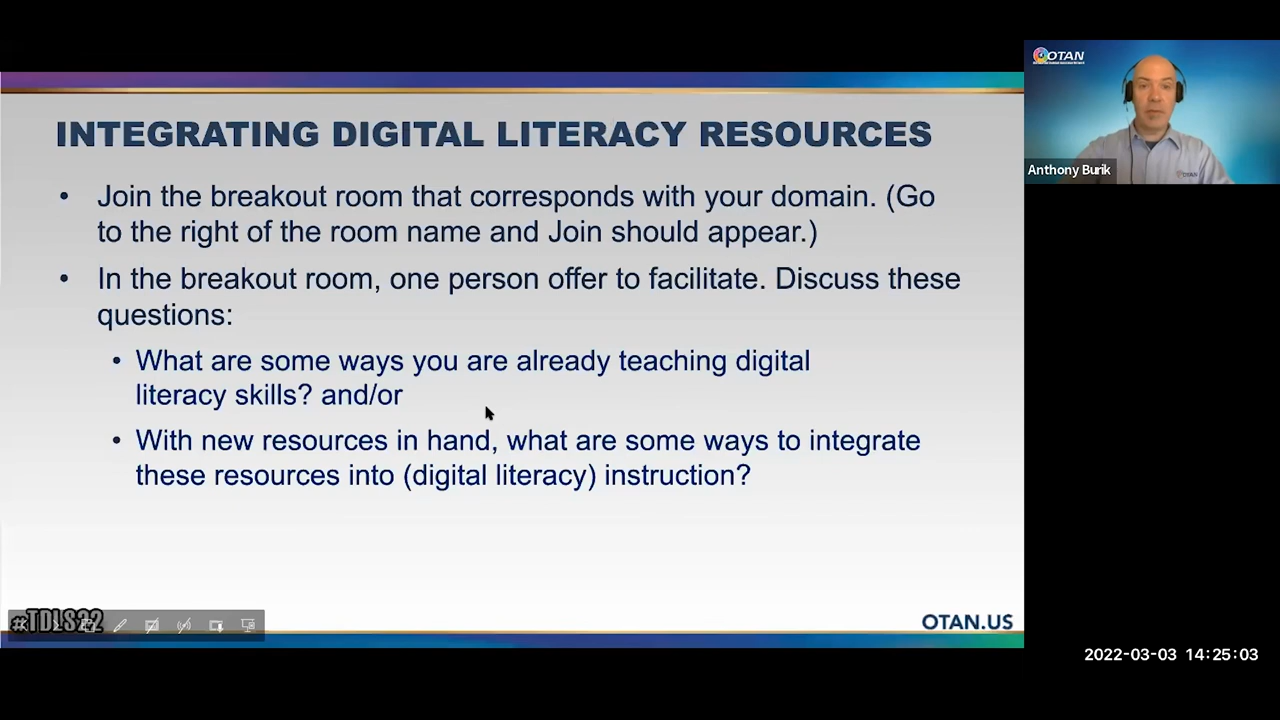 INTEGRATING DIGITAL LITERACY RESOURCES
• Join the breakout room that corresponds with your domain. (Go
to the right of the room name and Join should appear.)
• In the breakout room, one person offer to facilitate. Discuss these
questions:
• What are some ways you are already teaching digital
literacy skills? and/or
• With new resources in hand, what are some ways to integrate
these resources into (digital literacy) instruction?
#TDLS22
OTAN.US
OTAN
Anthony Burik
OTAN
2022-03-03 14:25:03